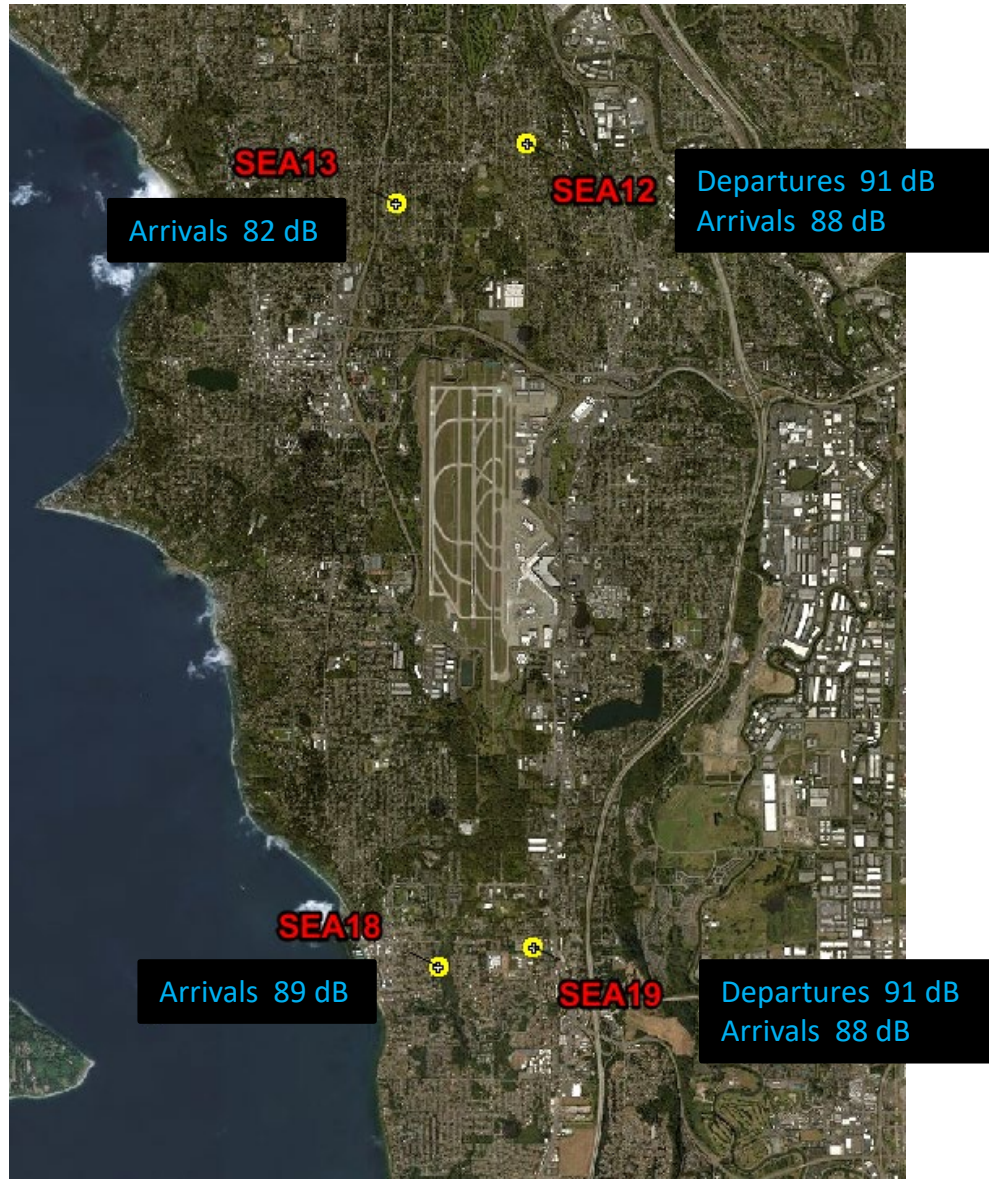 SEA13
Arrivals 82 dB
SEA12
Departures 91 dB
Arrivals 88 dB
SEA18
Arrivals 89 dB
SEA19
Departures 91 dB
Arrivals 88 dB